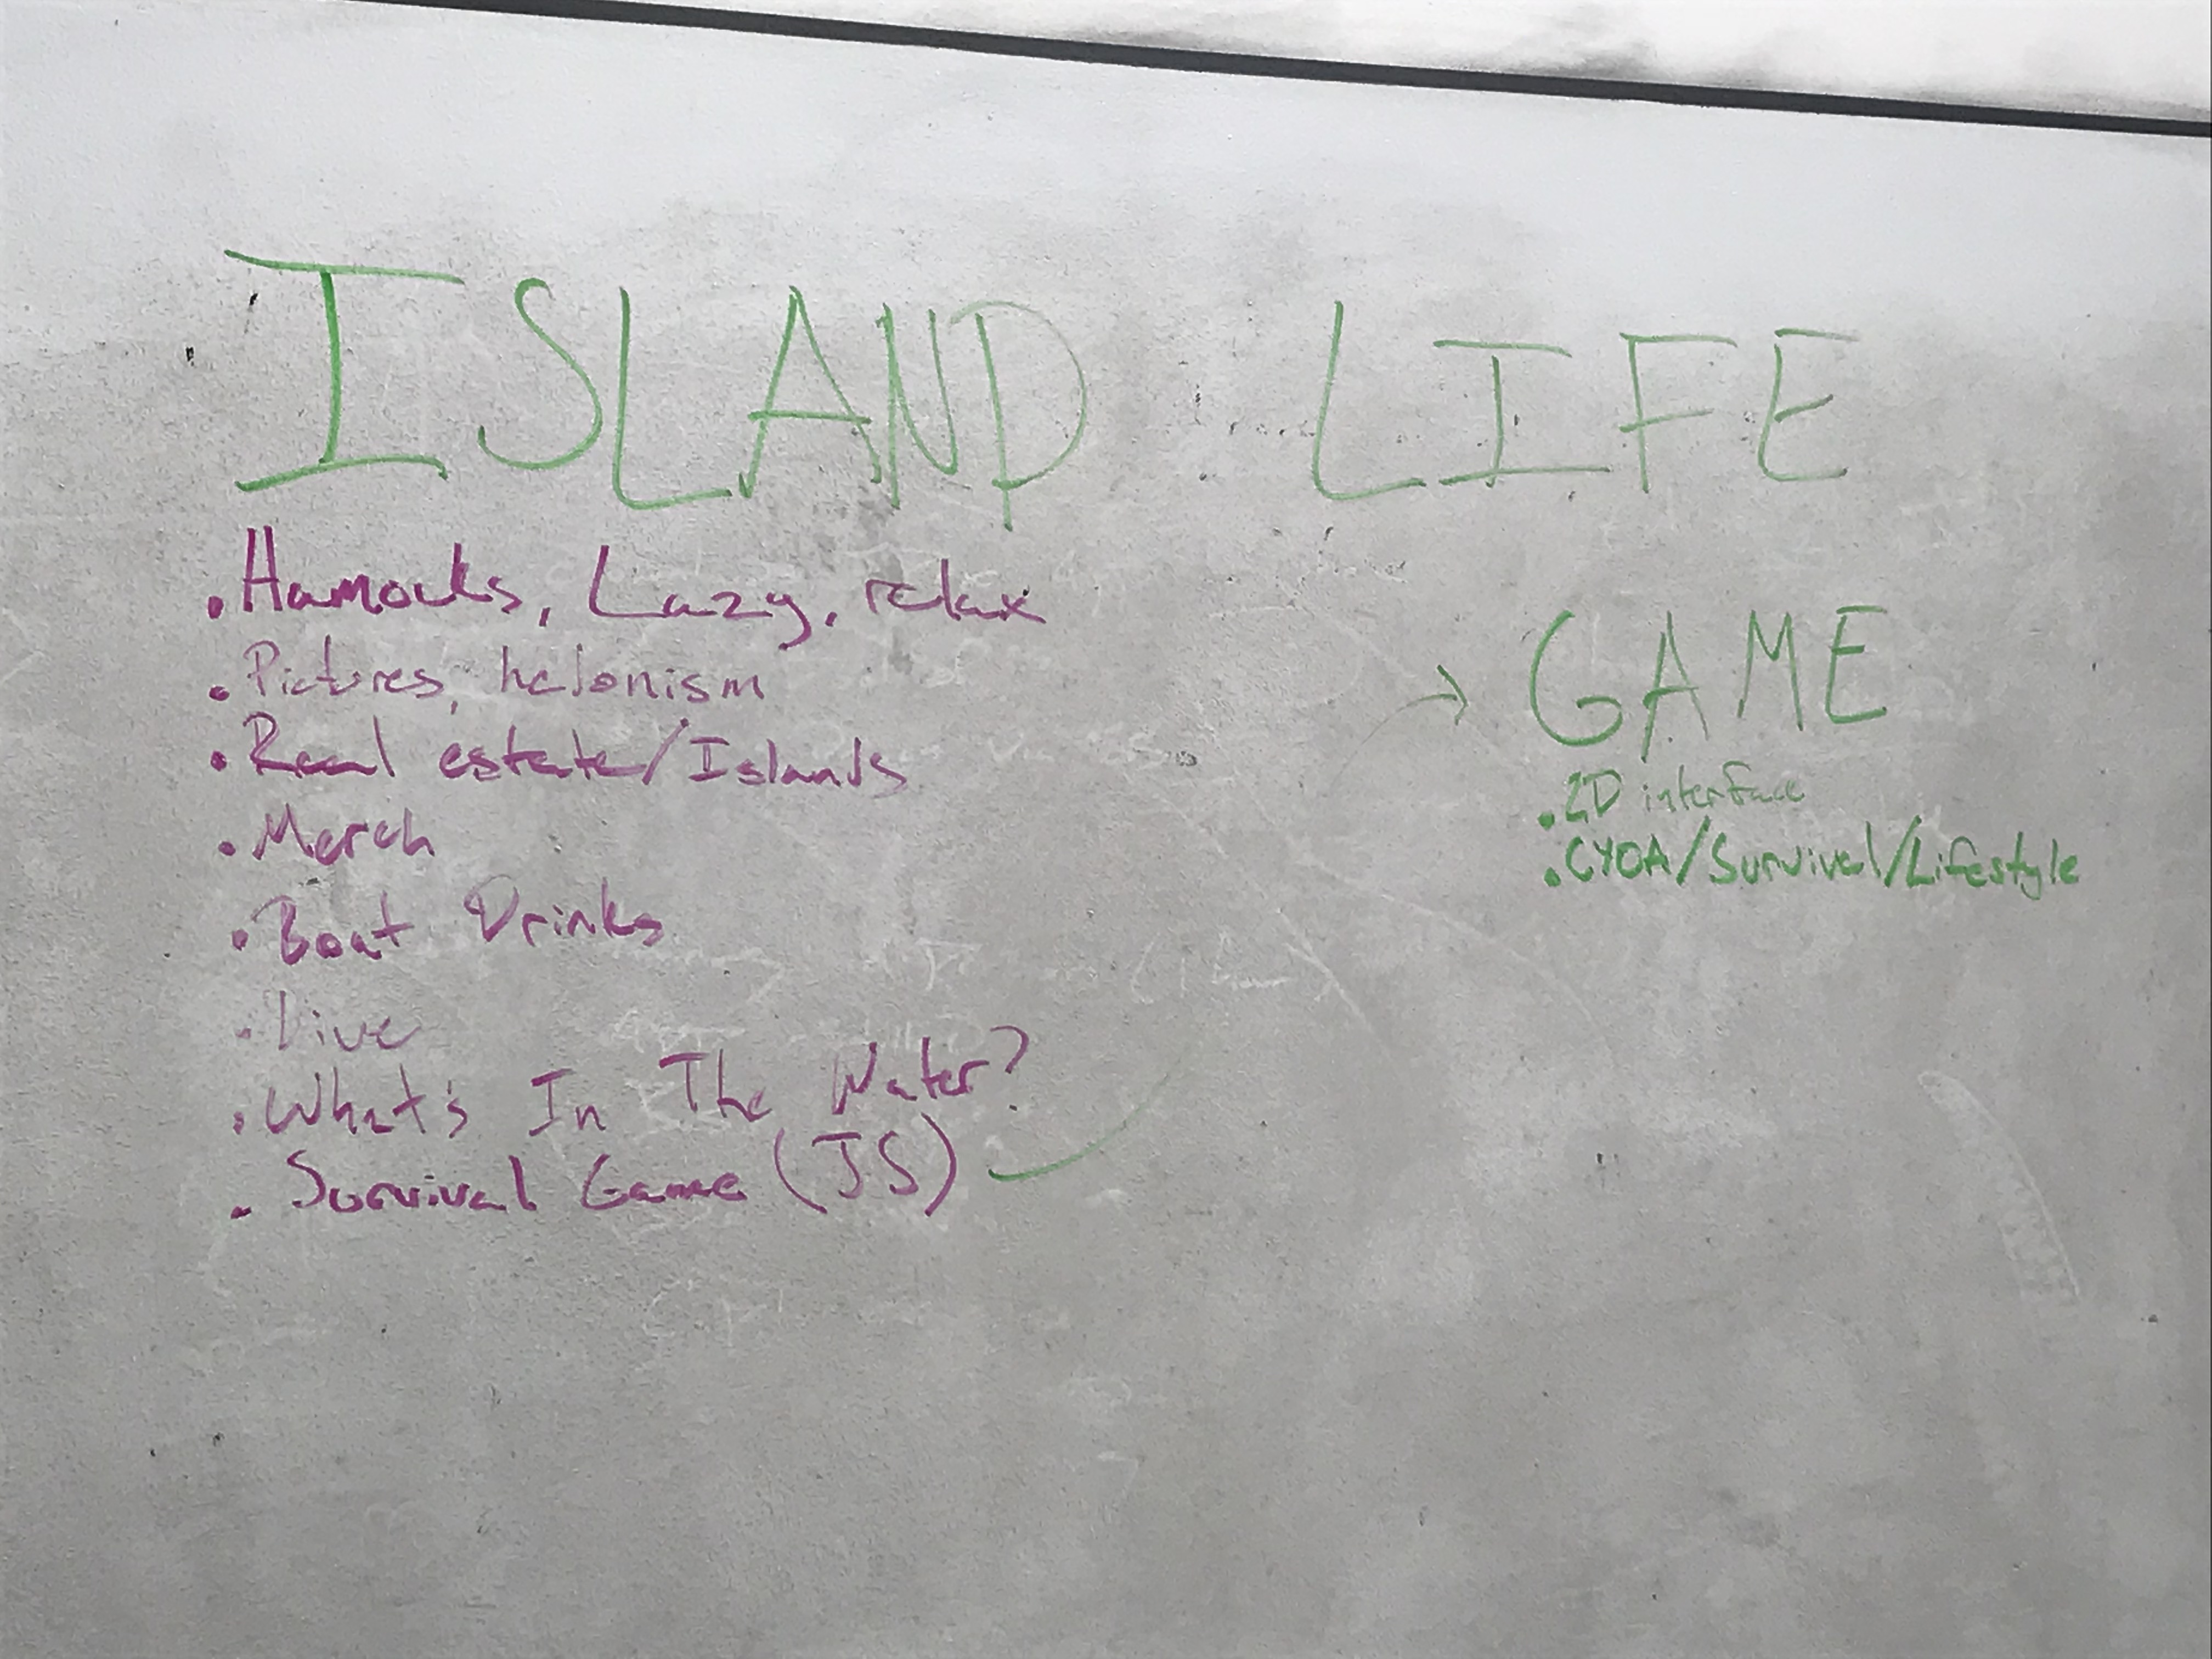 ISLAND LIFE
• Hamocks, Lazy, relax
• Pictures, hedonism
• Real estate/Islands
• Merch
• Boat Drinks
• Live
• What's In The Water?
• Survival Game (JS)
→ GAME
• 2D interface
• CYOA/Survival/Lifestyle